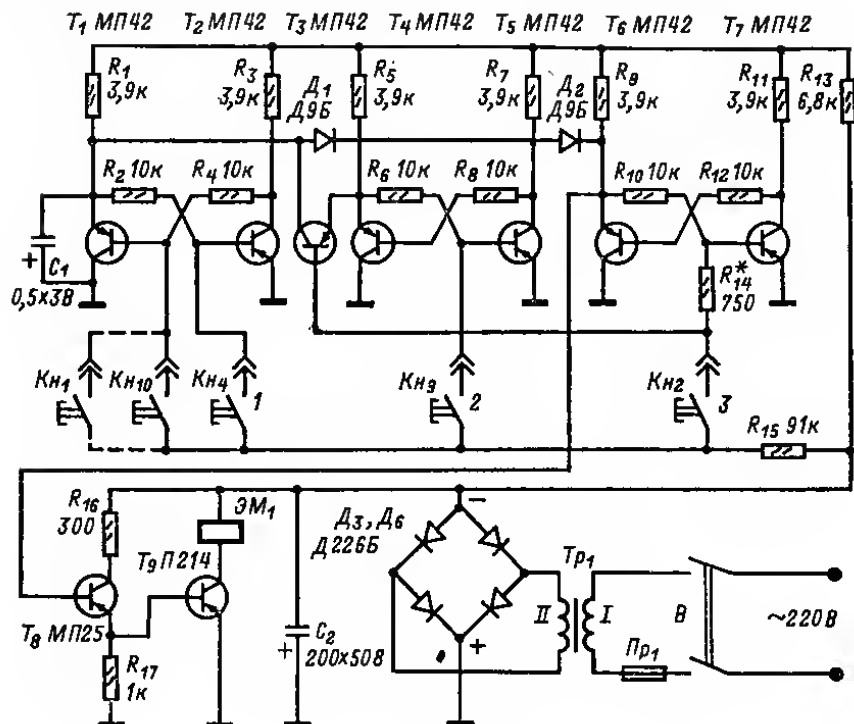 T₁ МП42 T₂ МП42 T₃ МП42 T₄ МП42 T₅ МП42 T₆ МП42 T₇ МП42
R₁ 3,9к
R₃ 3,9к
Д₁ Д9Б
R₅ 3,9к
R₇ 3,9к
Д₂ Д9Б
R₉ 3,9к
R₁₁ 3,9к
R₁₃ 6,8к
R₂ 10к
R₄ 10к
R₆ 10к
R₈ 10к
R₁₀ 10к
R₁₂ 10к
+ C₁
0,5×3В
R₁₄*
750
Кн₁
Кн₁₀
Кн₄
1
Кн₉
2
Кн₂
3
R₁₅ 91к
R₁₆
300
ЭМ₁
T₉ П214
T₈ МП25
R₁₇
1к
+ C₂
200×50В
Д₃, Д₆
Д226Б
−
+
Тр₁
II
I
В
~220В
Пр₁